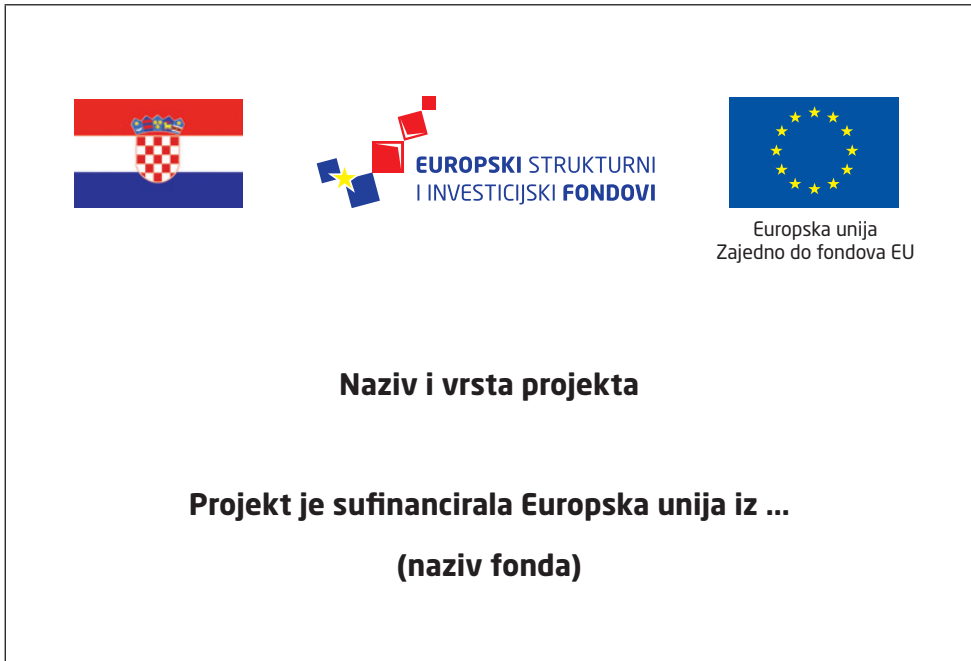 EUROPSKI STRUKTURNI
I INVESTICIJSKI FONDOVI
Europska unija
Zajedno do fondova EU
Naziv i vrsta projekta
Projekt je sufinancirala Europska unija iz ...
(naziv fonda)